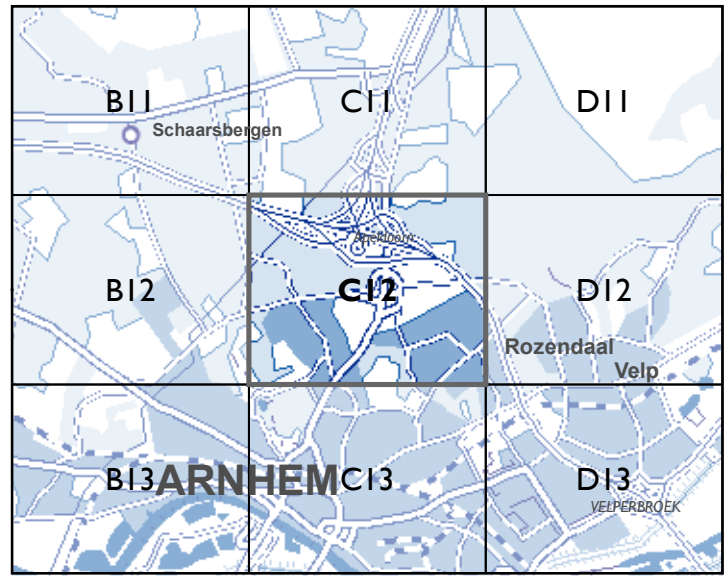 B11
C11
D11
Schaarsbergen
Apeldoorn
B12
C12
D12
Rozendaal
Velp
B13
ARNHEM
C13
D13
VELPERBROEK